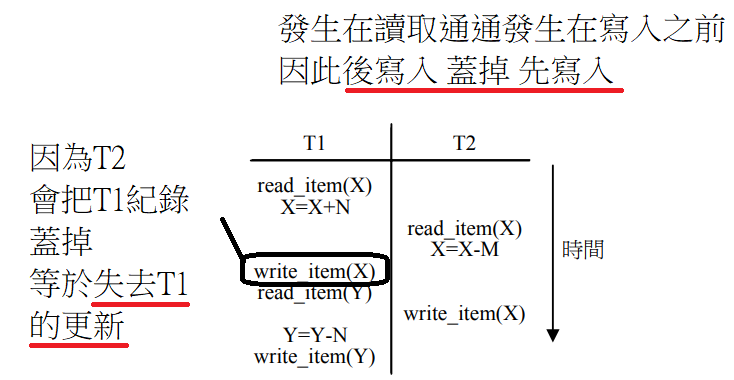 發生在讀取通通發生在寫入之前
因此後寫入 蓋掉 先寫入
因為T2
會把T1紀錄
蓋掉
等於失去T1
的更新
T1 T2
read_item(X)
X=X+N
read_item(X)
X=X-M
write_item(X)
read_item(Y)
write_item(X)
Y=Y-N
write_item(Y)
時間